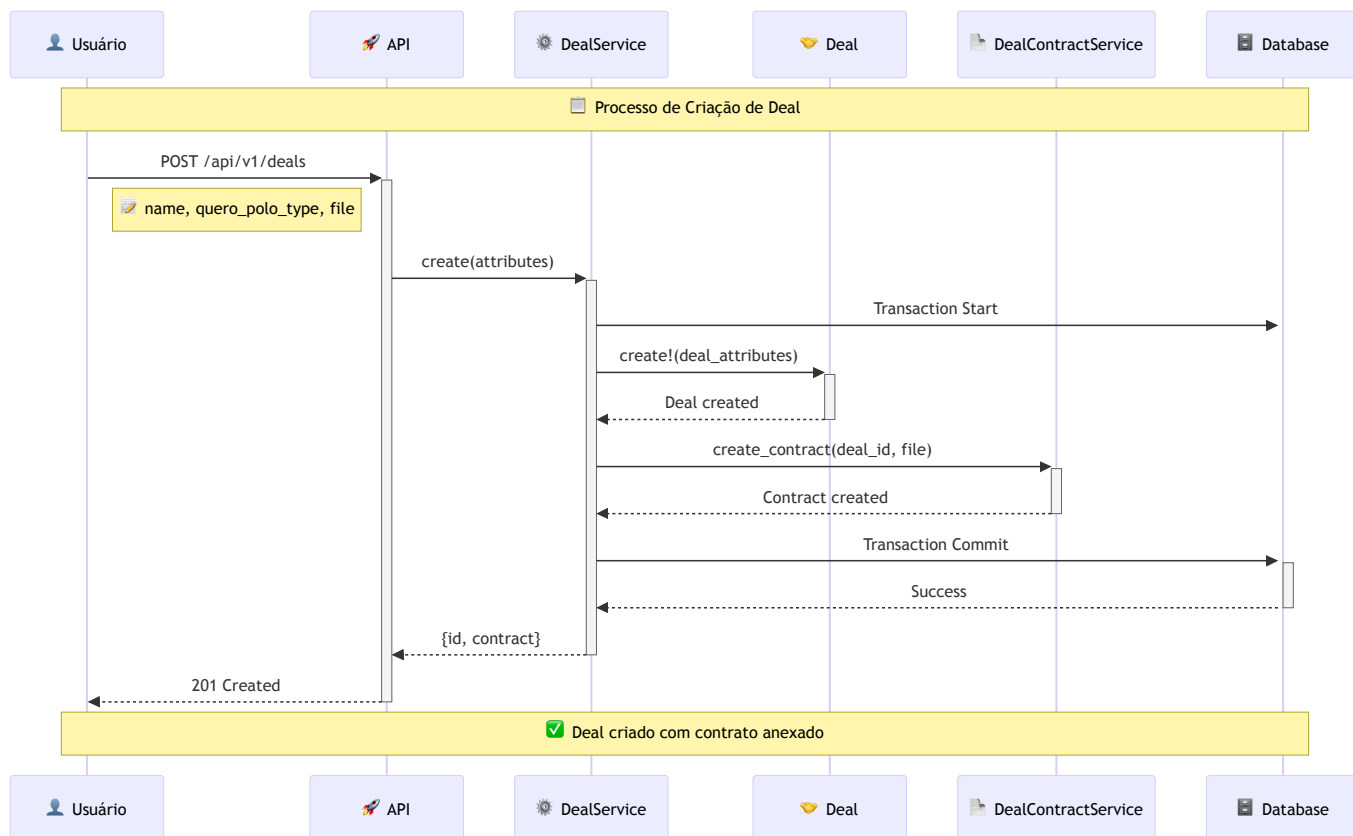 👤 Usuário
🚀 API
⚙️ DealService
🤝 Deal
📄 DealContractService
🗄️ Database
📋 Processo de Criação de Deal
POST /api/v1/deals
📝 name, quero_polo_type, file
create(attributes)
Transaction Start
create!(deal_attributes)
Deal created
create_contract(deal_id, file)
Contract created
Transaction Commit
Success
{id, contract}
201 Created
✅ Deal criado com contrato anexado
👤 Usuário
🚀 API
⚙️ DealService
🤝 Deal
📄 DealContractService
🗄️ Database